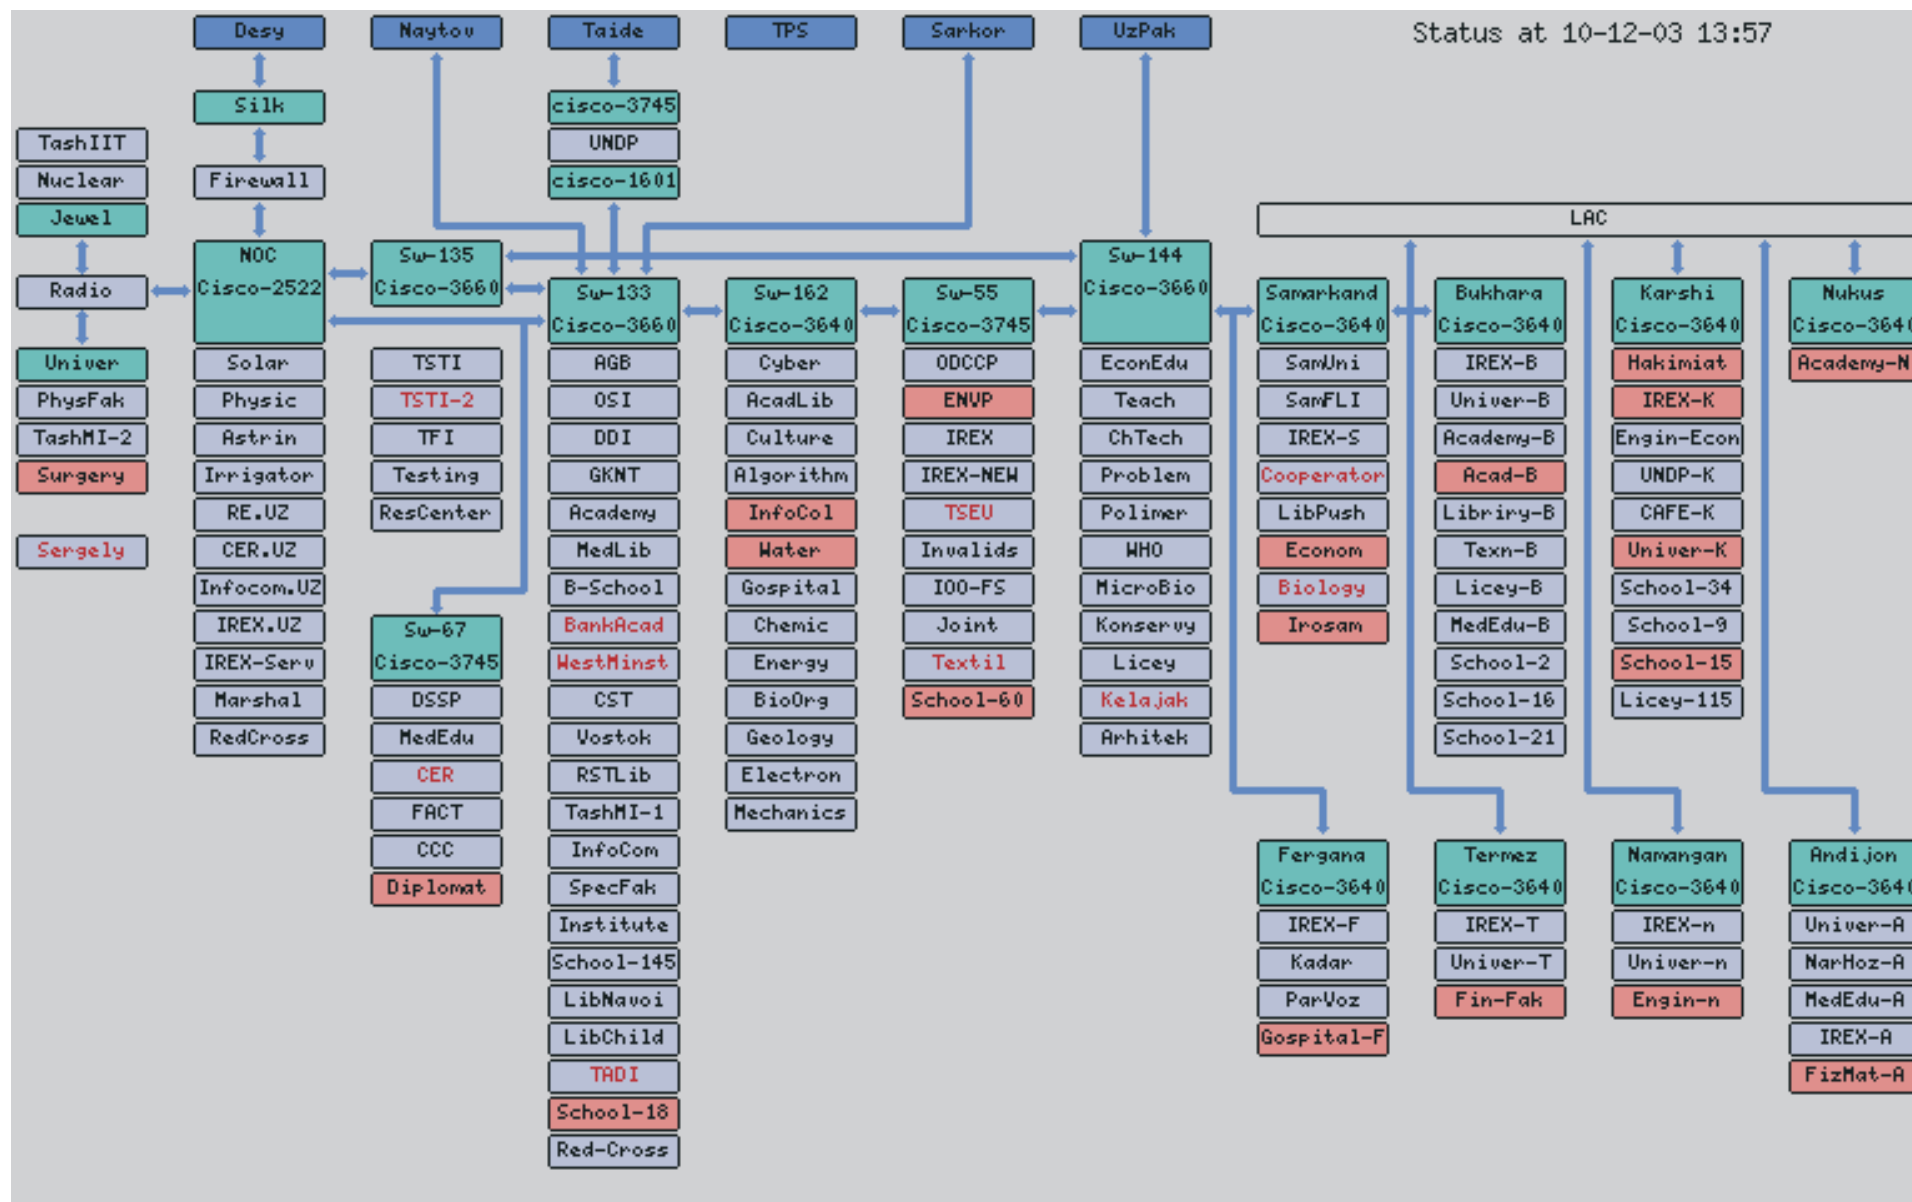 Desy
Naytov
Taide
TPS
Sarkor
UzPak
Status at 10-12-03 13:57
Silk
cisco-3745
TashIIT
UNDP
Nuclear
Firewall
cisco-1601
Jewel
LAC
NOC
Cisco-2522
Sw-135
Cisco-3660
Sw-144
Cisco-3660
Radio
Sw-133
Cisco-3660
Sw-162
Cisco-3640
Sw-55
Cisco-3745
Samarkand
Cisco-3640
Bukhara
Cisco-3640
Karshi
Cisco-3640
Nukus
Cisco-3640
Univer
PhysFak
TashMI-2
Surgery
Sergely
Solar
Physic
Astrin
Irrigator
RE.UZ
CER.UZ
Infocom.UZ
IREX.UZ
IREX-Serv
Marshal
RedCross
TSTI
TSTI-2
TFI
Testing
ResCenter
Sw-67
Cisco-3745
DSSP
MedEdu
CER
FACT
CCC
Diplomat
AGB
OSI
DDI
GKNT
Academy
MedLib
B-School
BankAcad
WestMinst
CST
Vostok
RSTLib
TashMI-1
InfoCom
SpecFak
Institute
School-145
LibNavoi
LibChild
TADI
School-18
Red-Cross
Cyber
AcadLib
Culture
Algorithm
InfoCol
Water
Gospital
Chemic
Energy
BioOrg
Geology
Electron
Mechanics
ODCCP
ENVP
IREX
IREX-NEW
TSEU
Invalids
IOO-FS
Joint
Textil
School-60
EconEdu
Teach
ChTech
Problem
Polimer
WHO
MicroBio
Konservy
Licey
Kelajak
Arhitek
SamUni
SamFLI
IREX-S
Cooperator
LibPush
Econom
Biology
Irosam
IREX-B
Univer-B
Academy-B
Acad-B
Libriry-B
Texn-B
Licey-B
MedEdu-B
School-2
School-16
School-21
Hakimiat
IREX-K
Engin-Econ
UNDP-K
CAFE-K
Univer-K
School-34
School-9
School-15
Licey-115
Academy-N
Fergana
Cisco-3640
IREX-F
Kadar
ParVoz
Gospital-F
Termez
Cisco-3640
IREX-T
Univer-T
Fin-Fak
Namangan
Cisco-3640
IREX-n
Univer-n
Engin-n
Andijon
Cisco-3640
Univer-A
NarHoz-A
MedEdu-A
IREX-A
FizMat-A